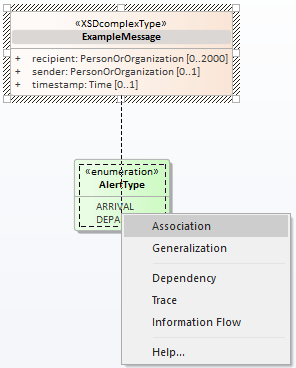 «XSDcomplexType»
ExampleMessage
+ recipient: PersonOrOrganization [0..2000]
+ sender: PersonOrOrganization [0..1]
+ timestamp: Time [0..1]
«enumeration»
AlertType
ARRIVAL
DEPA
Association
Generalization
Dependency
Trace
Information Flow
Help...